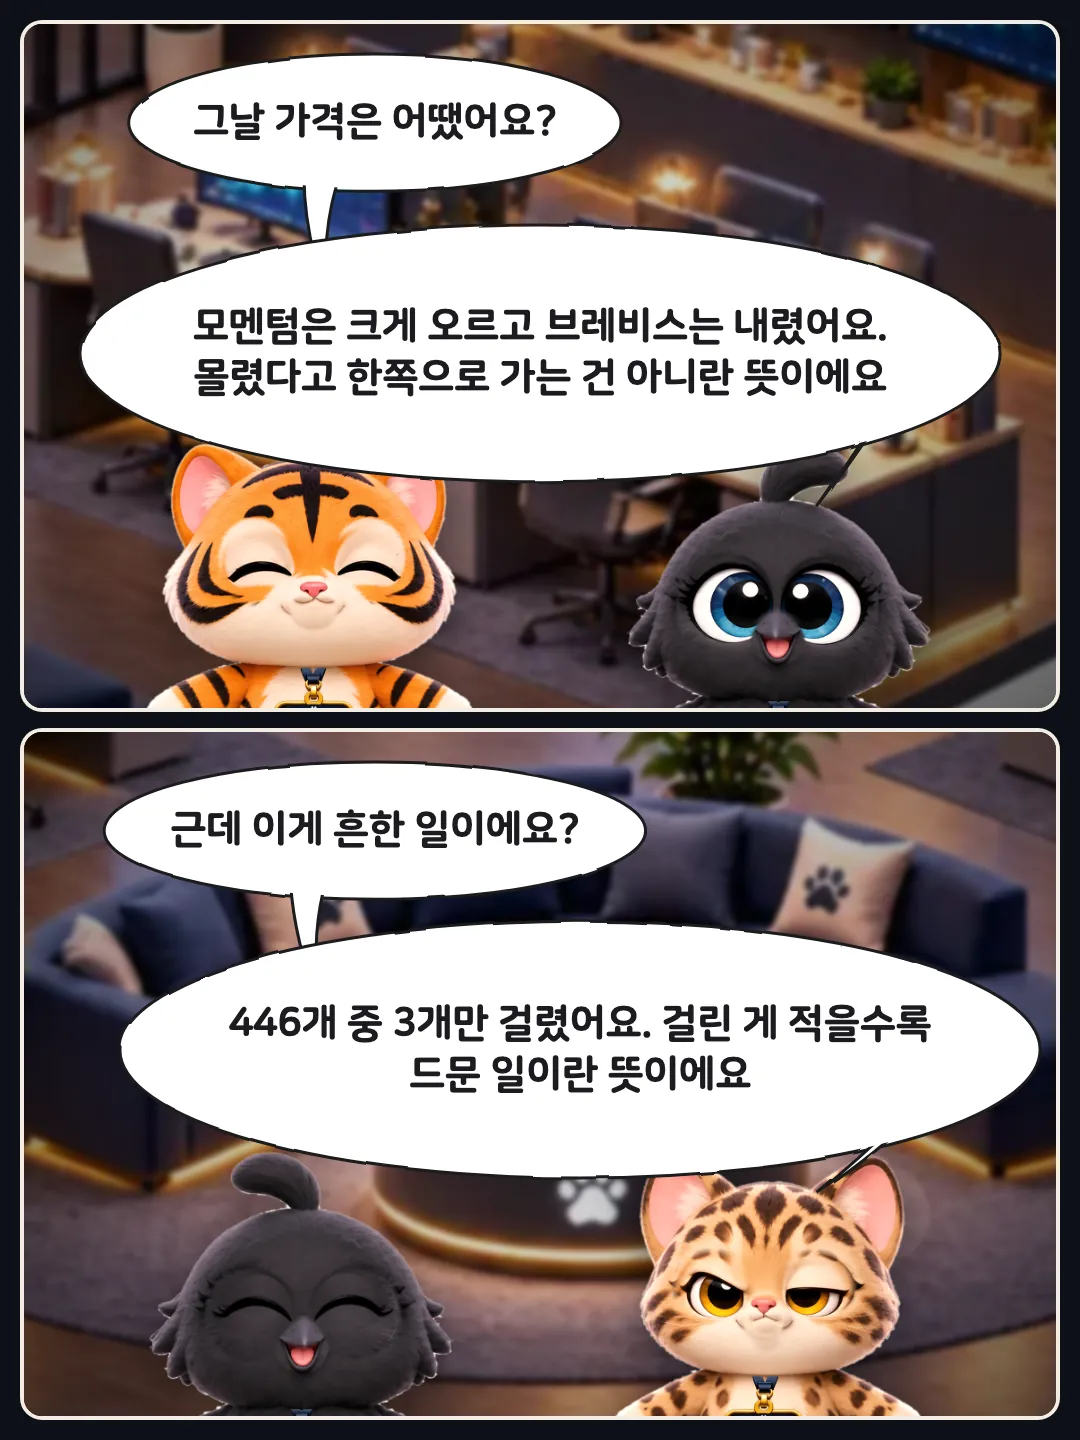 그날 가격은 어땠어요?
모멘텀은 크게 오르고 브레비스는 내렸어요.
몰렸다고 한쪽으로 가는 건 아니란 뜻이에요
근데 이게 흔한 일이에요?
446개 중 3개만 걸렸어요. 걸린 게 적을수록
드문 일이란 뜻이에요